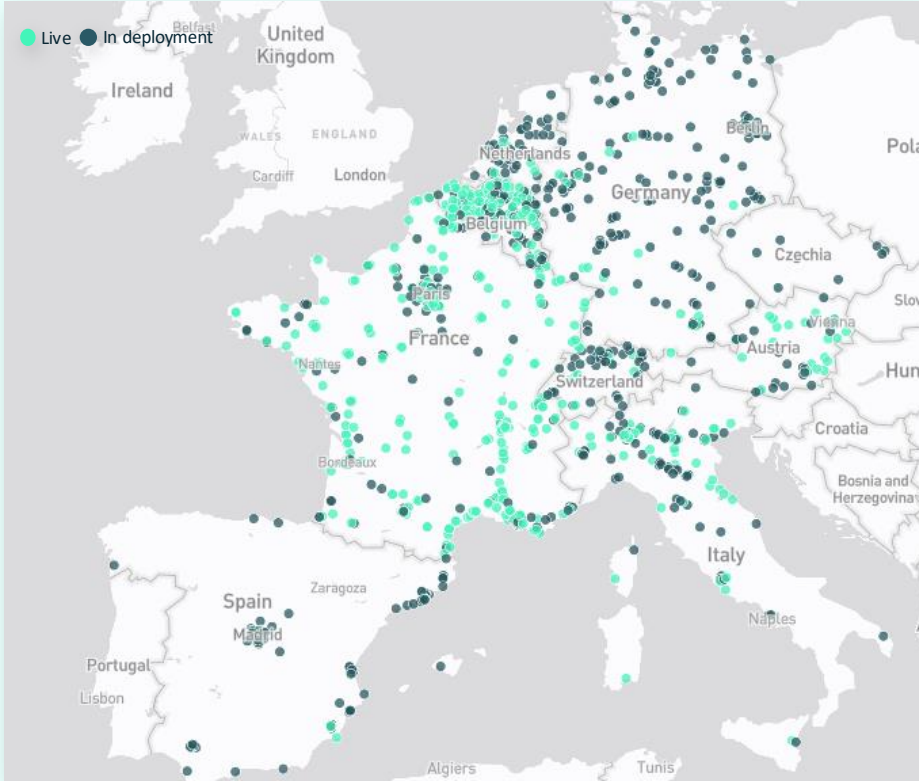 Live In deployment
Belfast
United
Kingdom
Ireland
WALES ENGLAND
Cardiff London
Netherlands
Berlin
Germany
Belgium
Czechia
Paris
France
Vienna
Austria
Nantes
Switzerland
Croatia
Bordeaux
Bosnia and
Herzegovina
Italy
Zaragoza
Spain
Madrid
Naples
Portugal
Lisbon
Algiers Tunis
Pola
Slov
Hun